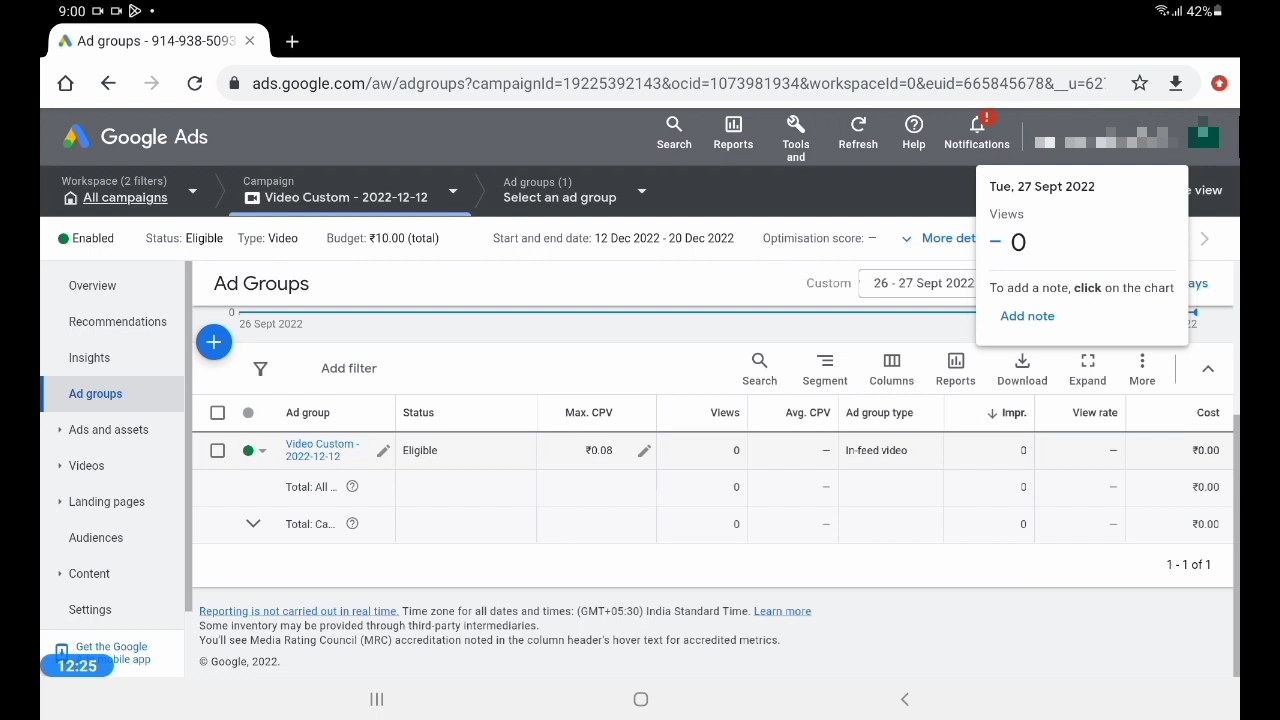 9:00
42%
Ad groups - 914-938-5093
ads.google.com/aw/adgroups?campaignId=19225392143&ocid=1073981934&workspaceId=0&euid=665845678&__u=62
Google Ads
Search
Reports
Tools and
Refresh
Help
!
Notifications
Workspace (2 filters)
All campaigns
Campaign
Video Custom - 2022-12-12
Ad groups (1)
Select an ad group
e view
Enabled
Status: Eligible
Type: Video
Budget: ₹10.00 (total)
Start and end date: 12 Dec 2022 - 20 Dec 2022
Optimisation score: —
More det
Tue, 27 Sept 2022
Views
– 0
To add a note, click on the chart
Add note
Overview
Recommendations
Insights
Ad groups
Ads and assets
Videos
Landing pages
Audiences
Content
Settings
Get the Google
mobile app
12:25
Ad Groups
Custom
26 - 27 Sept 2022
ays
0
26 Sept 2022
22
Add filter
Search
Segment
Columns
Reports
Download
Expand
More
Ad group
Status
Max. CPV
Views
Avg. CPV
Ad group type
Impr.
View rate
Cost
Video Custom - 2022-12-12
Eligible
₹0.08
0
—
In-feed video
0
—
₹0.00
Total: All ...
0
—
0
—
₹0.00
Total: Ca...
0
—
0
—
₹0.00
1 - 1 of 1
Reporting is not carried out in real time. Time zone for all dates and times: (GMT+05:30) India Standard Time. Learn more
Some inventory may be provided through third-party intermediaries.
You'll see Media Rating Council (MRC) accreditation noted in the column header's hover text for accredited metrics.
© Google, 2022.